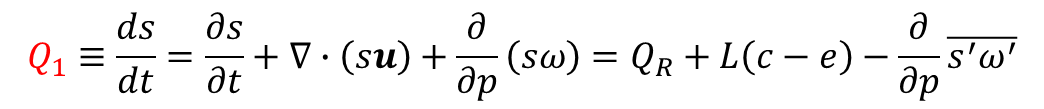 Q₁ ≡ ds/dt = ∂s/∂t + ∇ · (s𝒖) + ∂/∂p (sω) = Q_R + L(c − e) − ∂/∂p \overline{s′ω′}